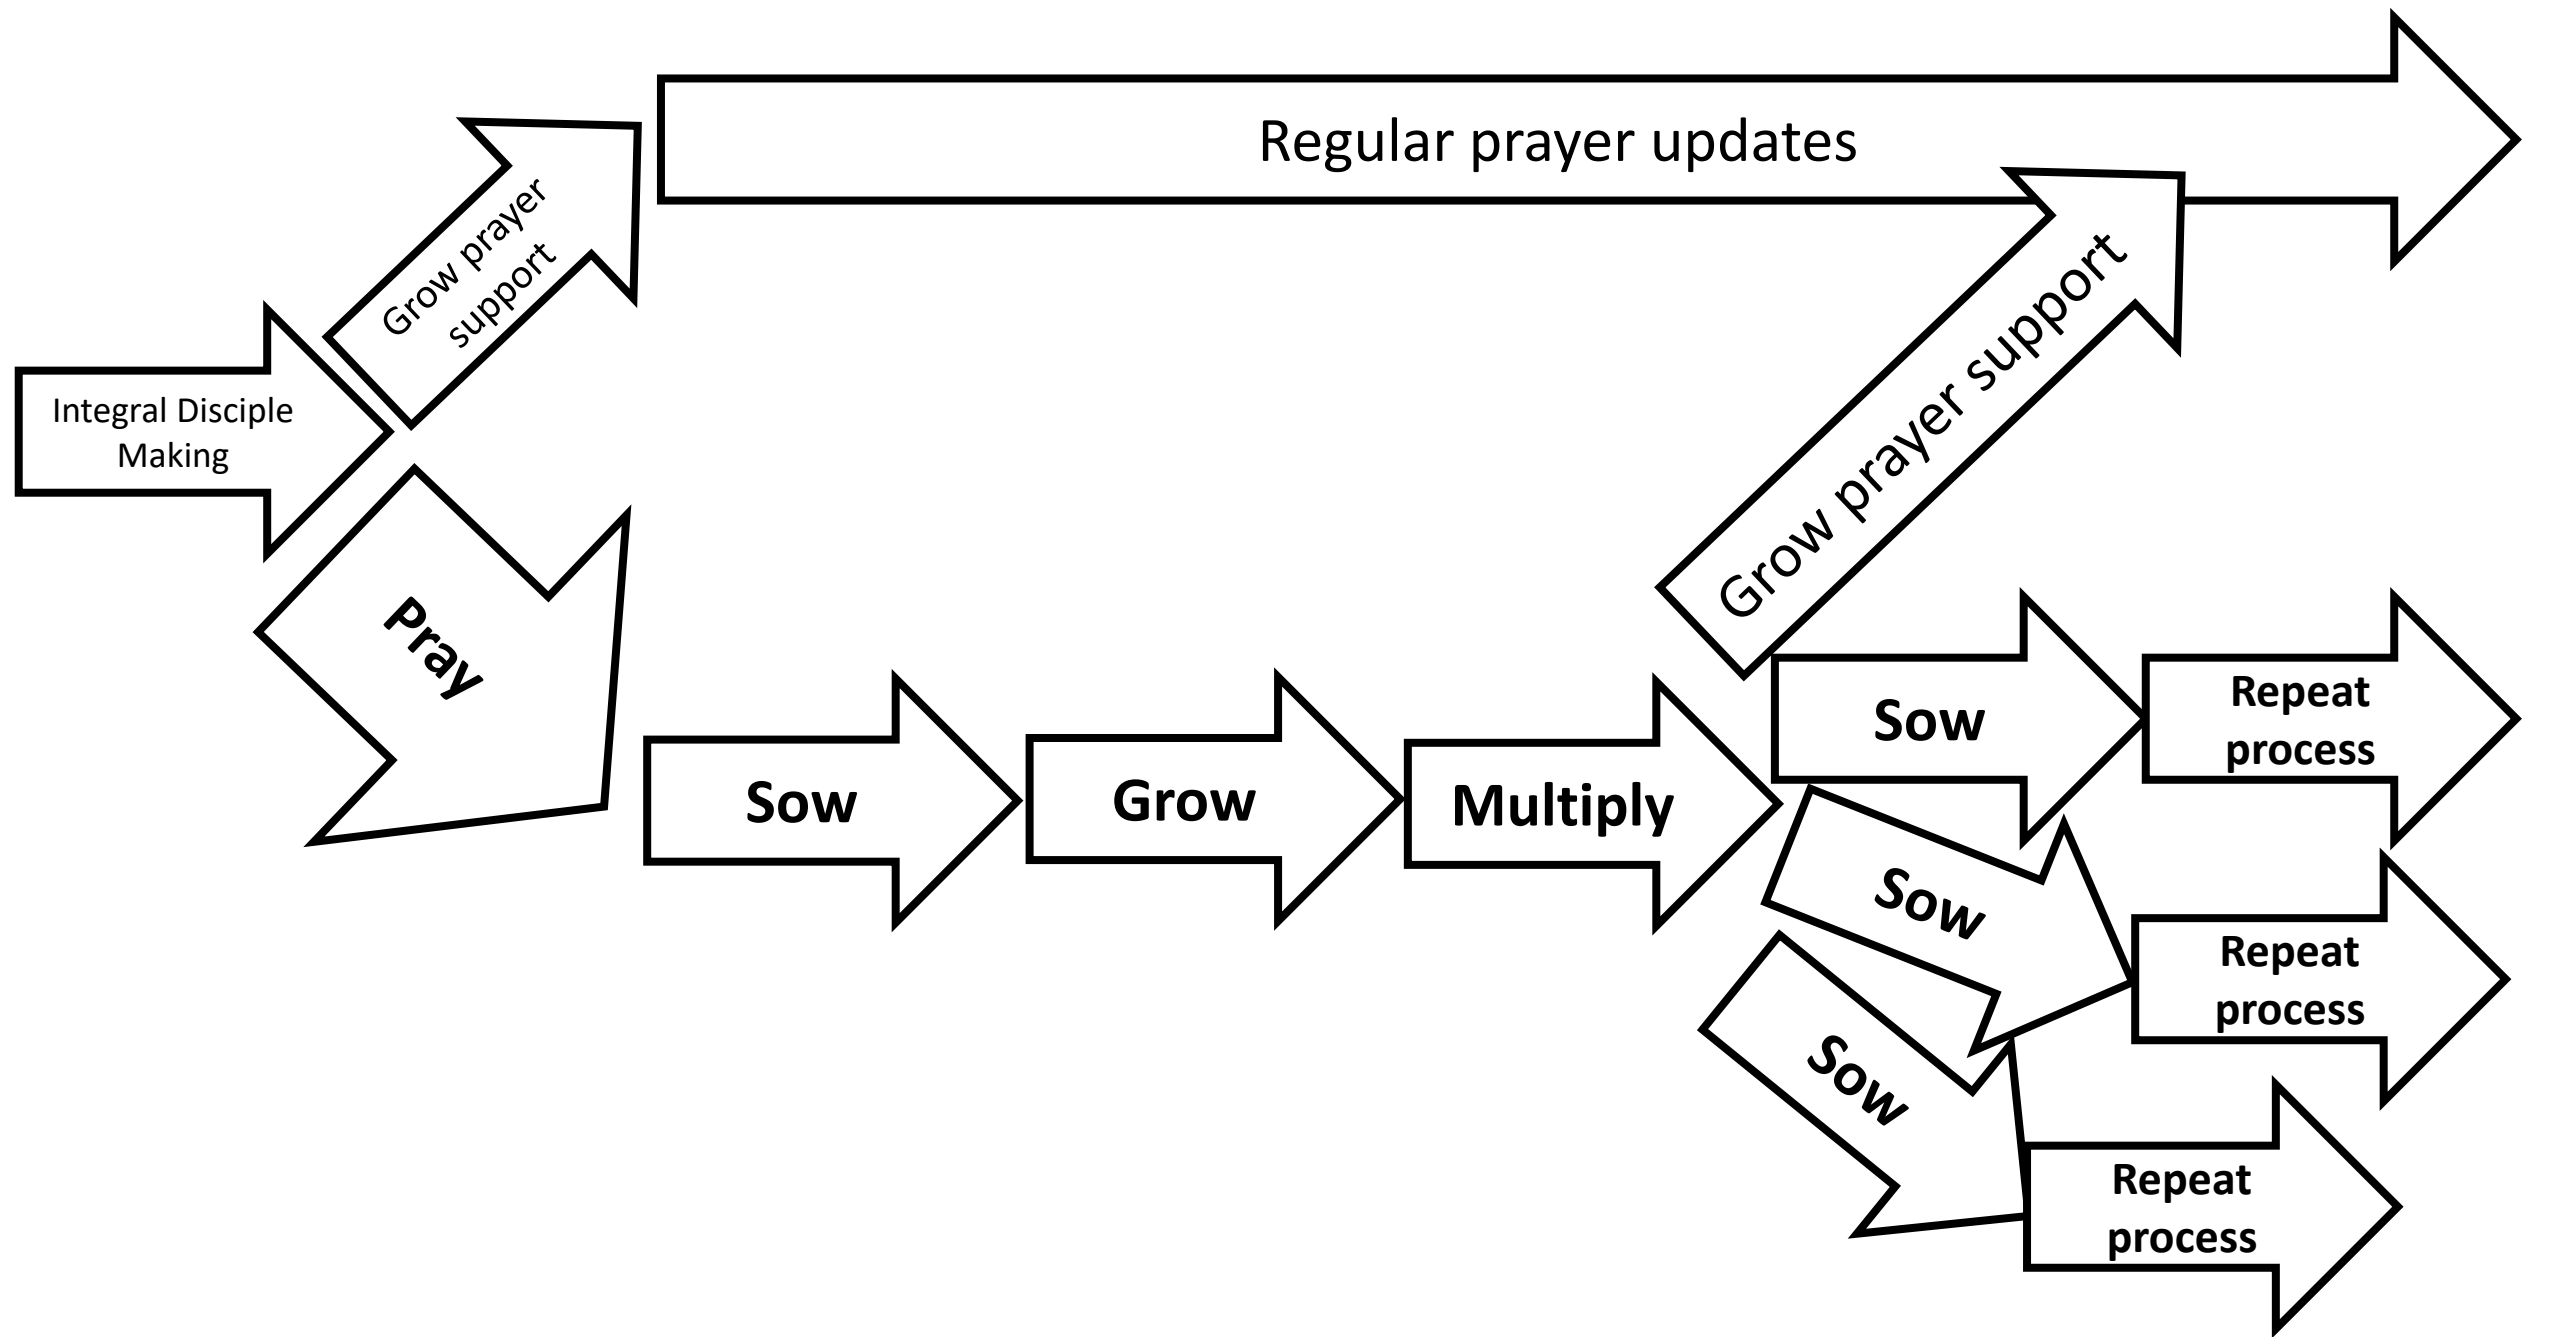 Regular prayer updates
Grow prayer
support
Integral Disciple
Making
Pray
Sow
Grow
Multiply
Grow prayer support
Sow
Repeat
process
Sow
Repeat
process
Sow
Repeat
process